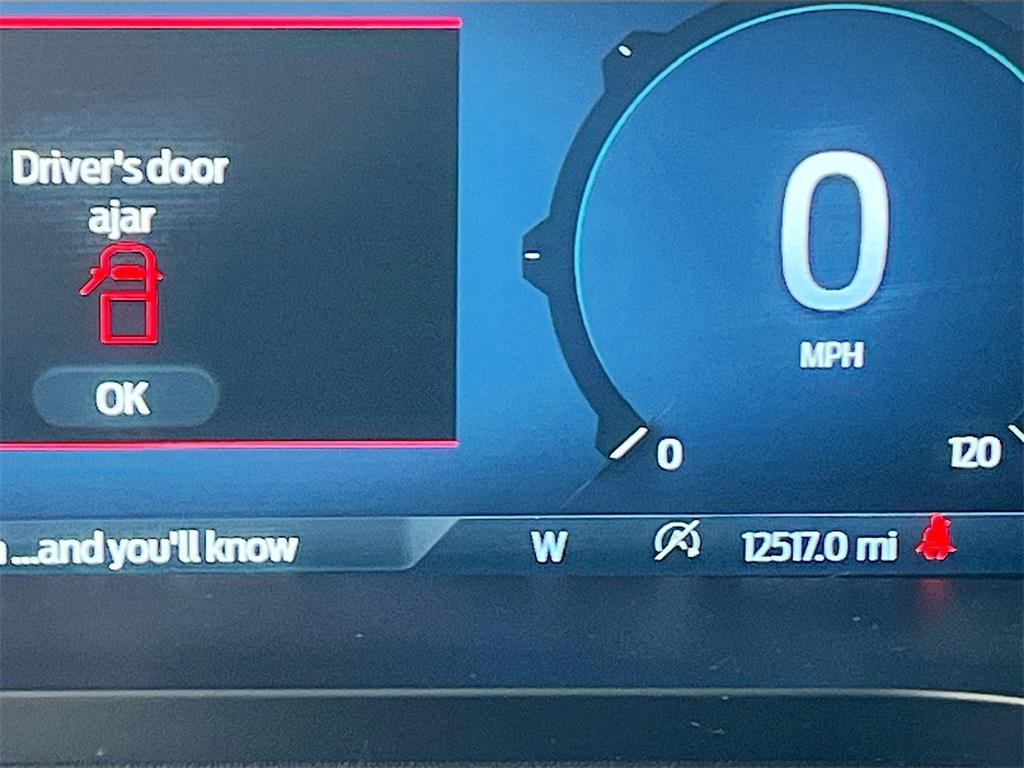 Driver's door
ajar
OK
0
MPH
0
120
...and you'll know
W
12517.0 mi